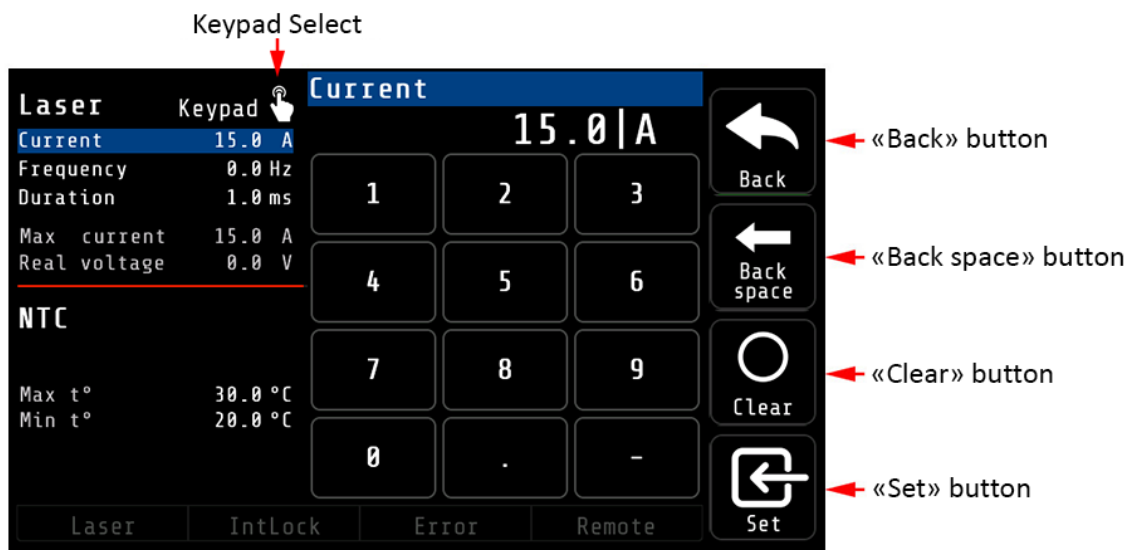 Keypad Select
Laser Keypad
Current 15.0 A
Frequency 0.0 Hz
Duration 1.0 ms
Max current 15.0 A
Real voltage 0.0 V
NTC
Max t° 30.0 °C
Min t° 20.0 °C
Current
15.0|A
1 2 3
4 5 6
7 8 9
0 . -
Back
Back
space
Clear
Set
Laser IntLock Error Remote
«Back» button
«Back space» button
«Clear» button
«Set» button